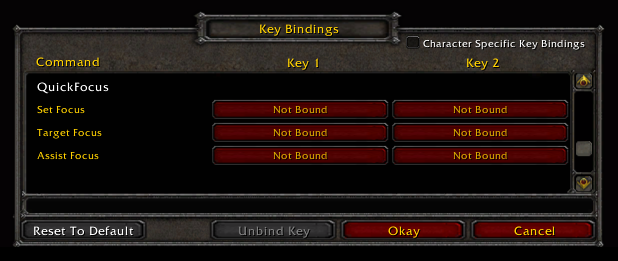 Key Bindings
Character Specific Key Bindings
Command Key 1 Key 2
QuickFocus
Set Focus Not Bound Not Bound
Target Focus Not Bound Not Bound
Assist Focus Not Bound Not Bound
Reset To Default Unbind Key Okay Cancel